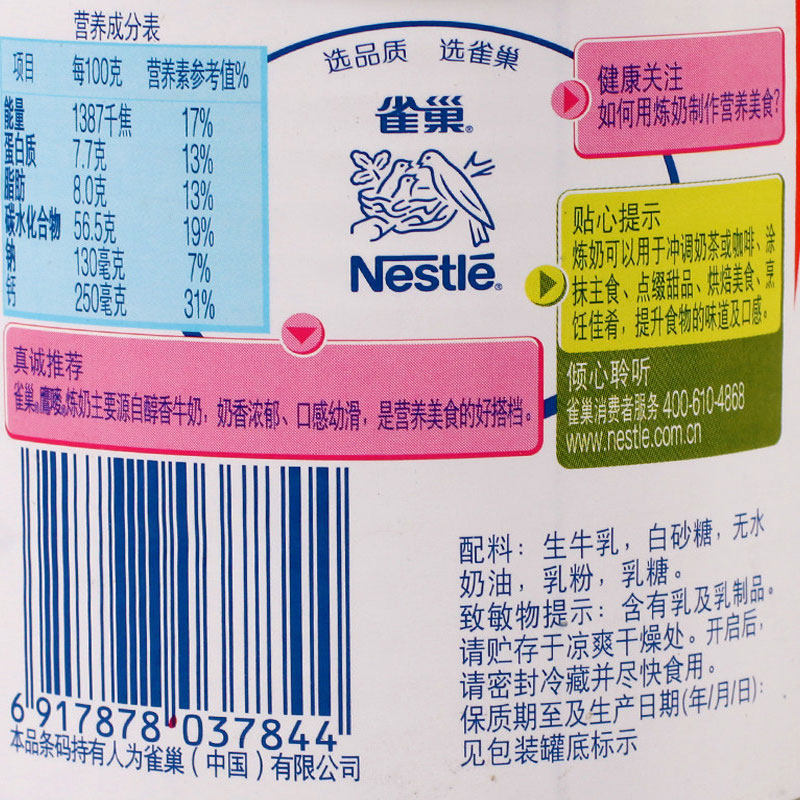 营养成分表
项目 每100克 营养素参考值%
能量 1387千焦 17%
蛋白质 7.7克 13%
脂肪 8.0克 13%
碳水化合物 56.5克 19%
钠 130毫克 7%
钙 250毫克 31%
选品质 选雀巢
雀巢®
Nestlé®
健康关注
如何用炼奶制作营养美食?
贴心提示
炼奶可以用于冲调奶茶或咖啡、涂
抹主食、点缀甜品、烘焙美食、烹
饪佳肴，提升食物的味道及口感。
倾心聆听
雀巢消费者服务 400-610-4868
www.nestle.com.cn
真诚推荐
雀巢®鹰唛®炼奶主要源自醇香牛奶，奶香浓郁、口感幼滑，是营养美食的好搭档。
6 917878 037844
本品条码持有人为雀巢（中国）有限公司
配料：生牛乳，白砂糖，无水
奶油，乳粉，乳糖。
致敏物提示：含有乳及乳制品。
请贮存于凉爽干燥处。开启后，
请密封冷藏并尽快食用。
保质期至及生产日期(年/月/日)：
见包装罐底标示